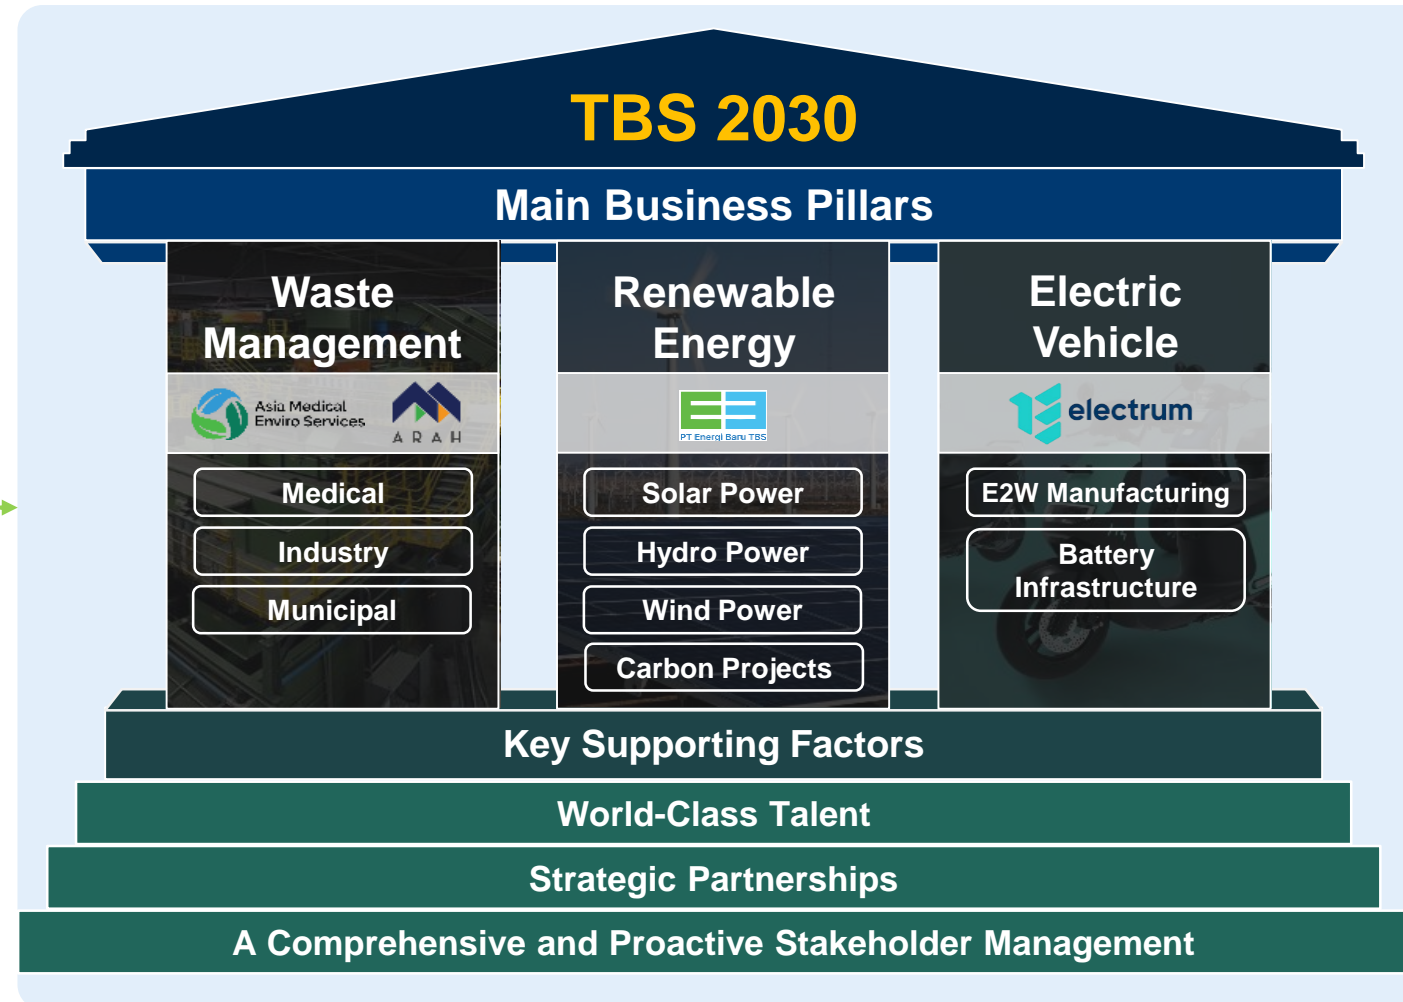 TBS 2030
Main Business Pillars
Waste
Management
Asia Medical
Enviro Services
ARAH
Medical
Industry
Municipal
Renewable
Energy
PT Energi Baru TBS
Solar Power
Hydro Power
Wind Power
Carbon Projects
Electric
Vehicle
electrum
E2W Manufacturing
Battery
Infrastructure
Key Supporting Factors
World-Class Talent
Strategic Partnerships
A Comprehensive and Proactive Stakeholder Management